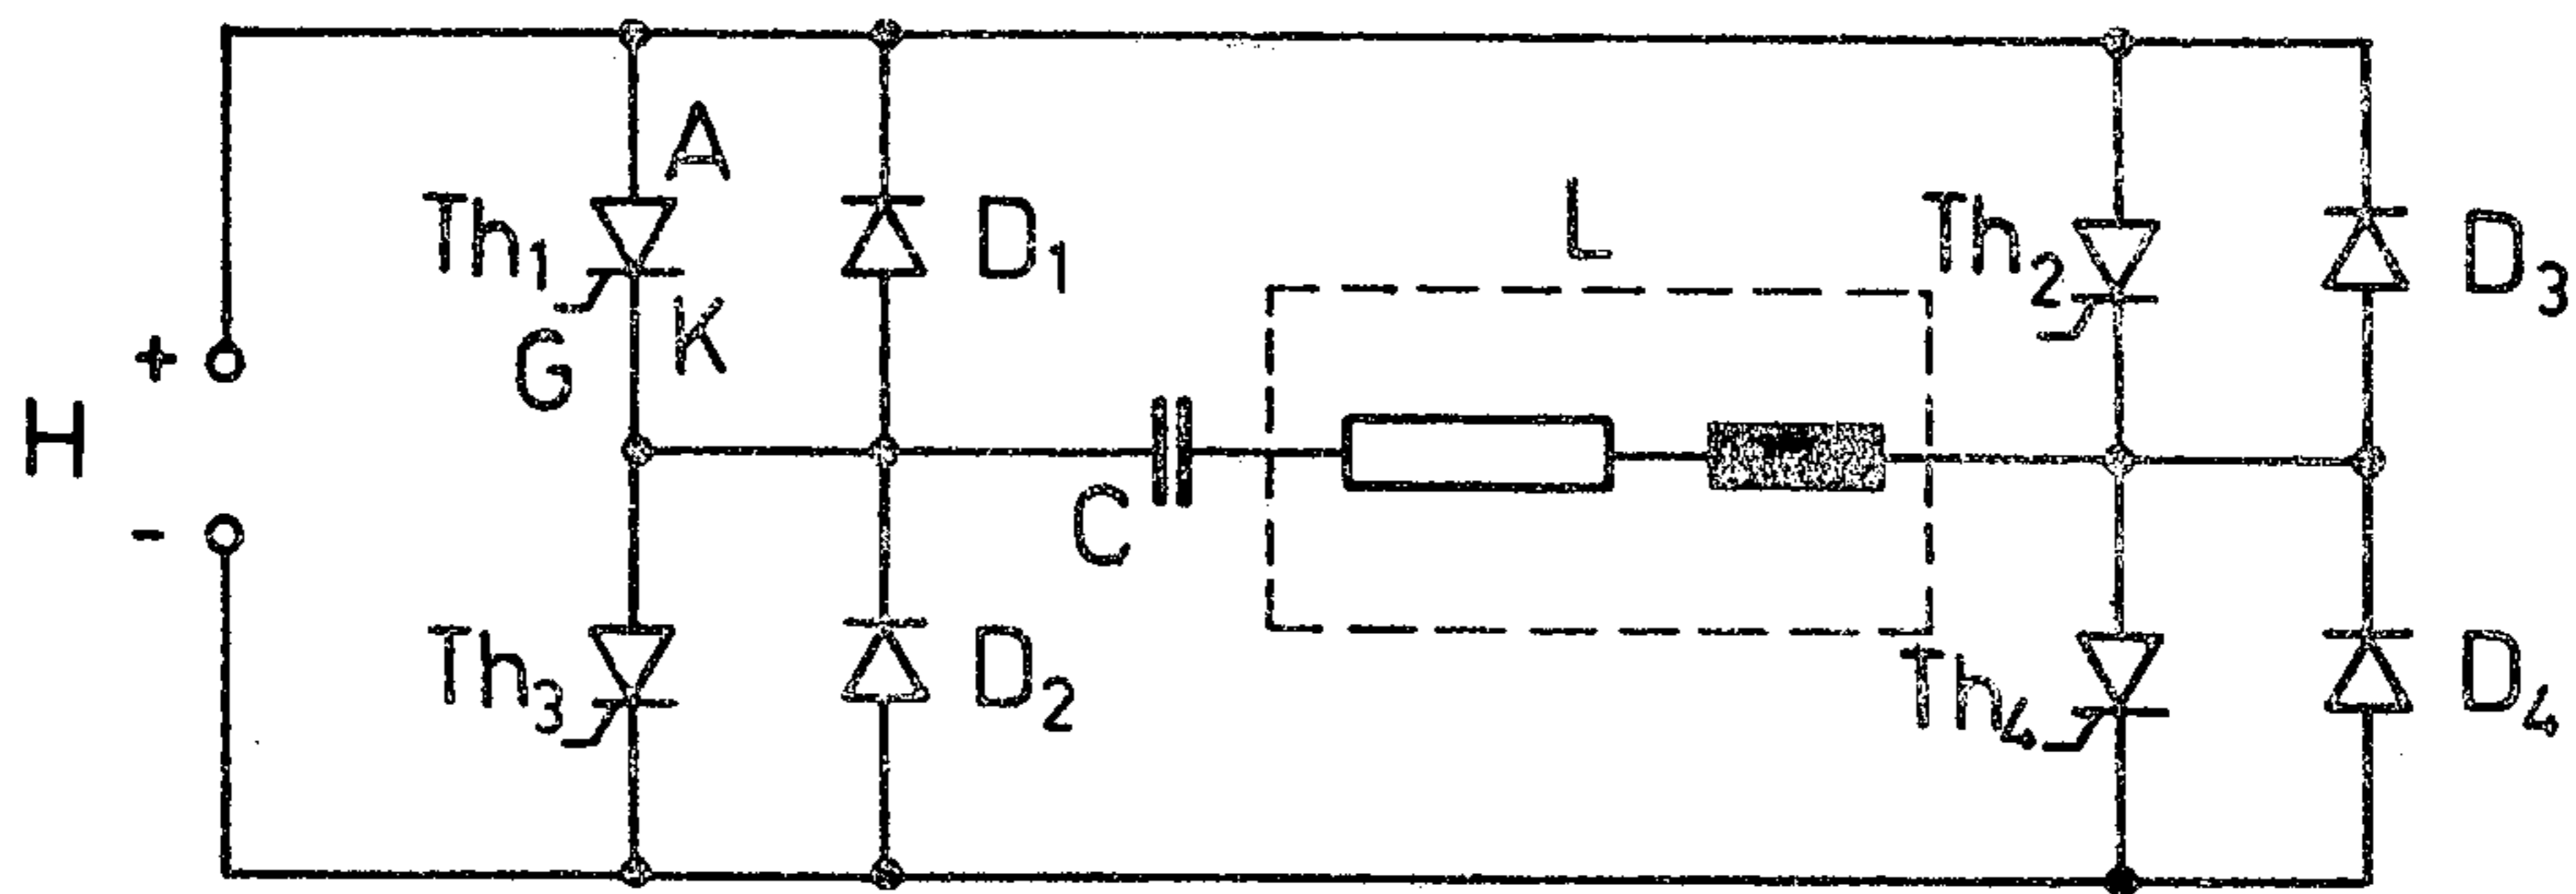 A
Th₁
D₁
L
Th₂
D₃
+
G
K
H
-
C
Th₃
D₂
Th₄
D₄